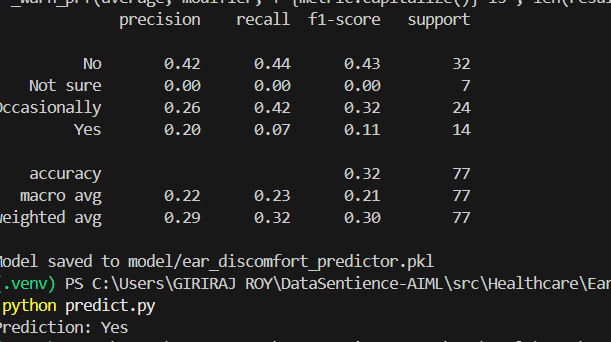 _warn_prf(average, modifier, f"{metric.capitalize()} is", len(resu
precision recall f1-score support
No 0.42 0.44 0.43 32
Not sure 0.00 0.00 0.00 7
Occasionally 0.26 0.42 0.32 24
Yes 0.20 0.07 0.11 14
accuracy 0.32 77
macro avg 0.22 0.23 0.21 77
weighted avg 0.29 0.32 0.30 77
Model saved to model/ear_discomfort_predictor.pkl
(.venv) PS C:\Users\GIRIRAJ ROY\DataSentience-AIML\src\Healthcare\Ear
python predict.py
Prediction: Yes